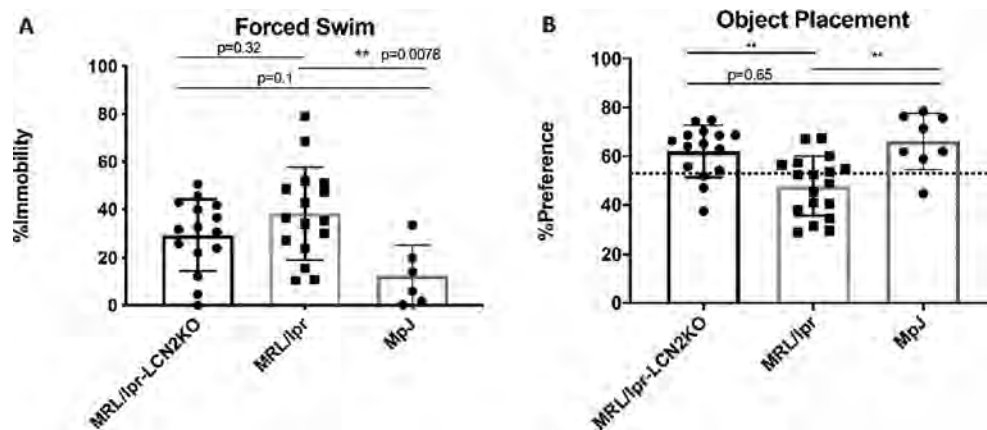 A
Forced Swim
p=0.32
** p=0.0078
p=0.1
100
80
60
40
20
0
%Immobility
MRL/lpr-LCN2KO
MRL/lpr
MpJ
B
Object Placement
**
**
p=0.65
100
80
60
40
20
0
%Preference
MRL/lpr-LCN2KO
MRL/lpr
MpJ